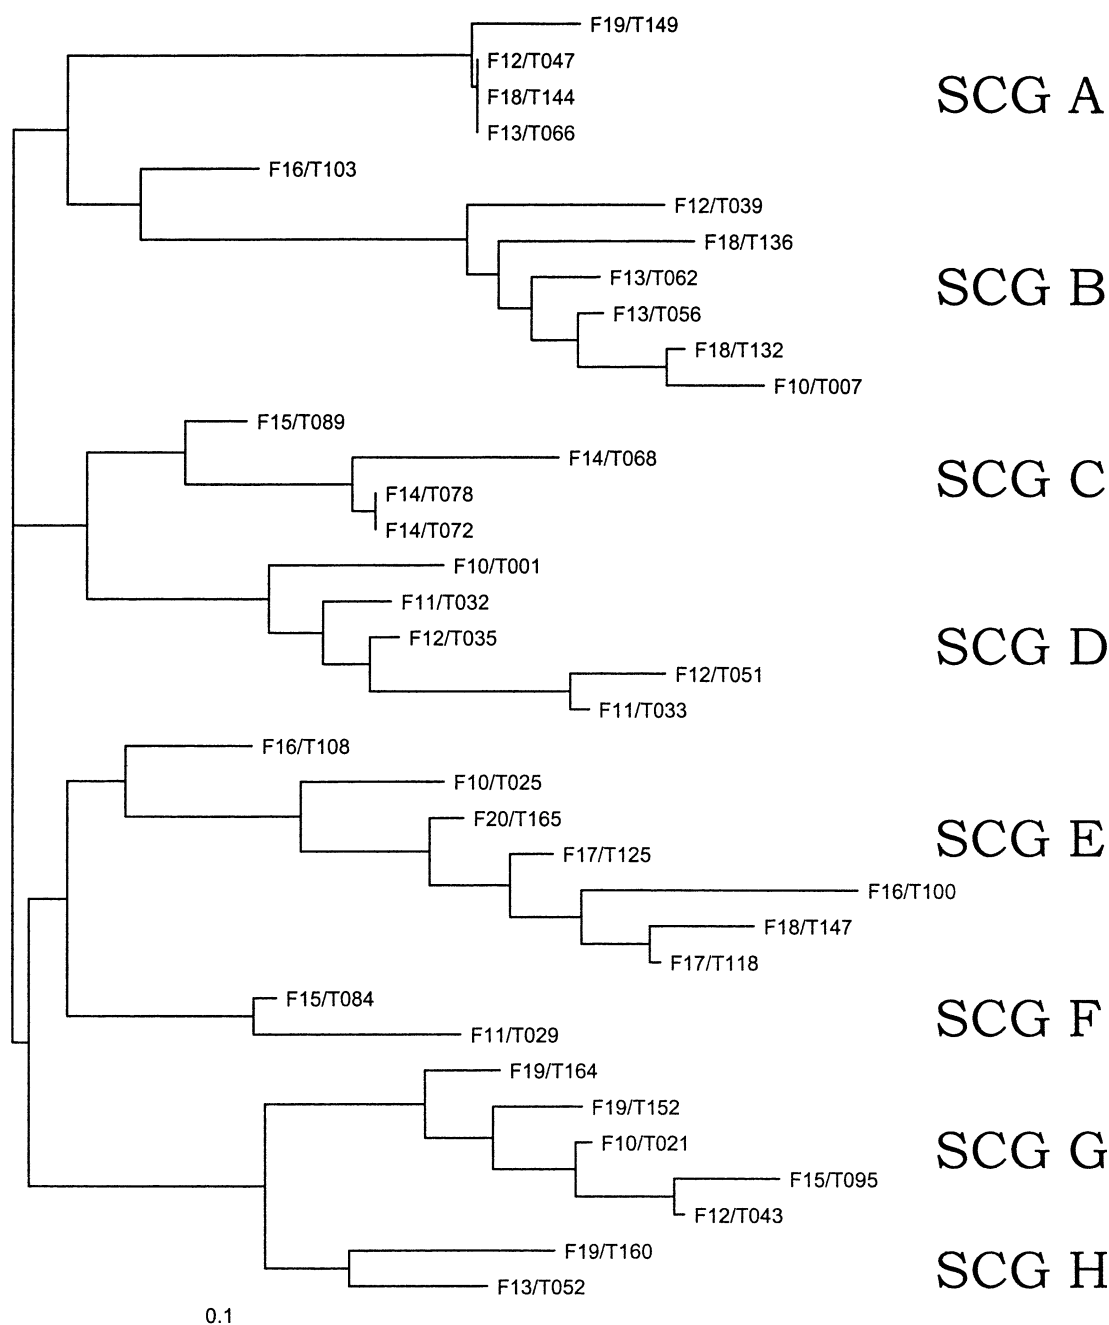 F19/T149
F12/T047
F18/T144
SCG A
F13/T066
F16/T103
F12/T039
F18/T136
F13/T062
SCG B
F13/T056
F18/T132
F10/T007
F15/T089
F14/T068
SCG C
F14/T078
F14/T072
F10/T001
F11/T032
F12/T035
SCG D
F12/T051
F11/T033
F16/T108
F10/T025
F20/T165
SCG E
F17/T125
F16/T100
F18/T147
F17/T118
F15/T084
SCG F
F11/T029
F19/T164
F19/T152
F10/T021
SCG G
F15/T095
F12/T043
F19/T160
SCG H
F13/T052
0.1